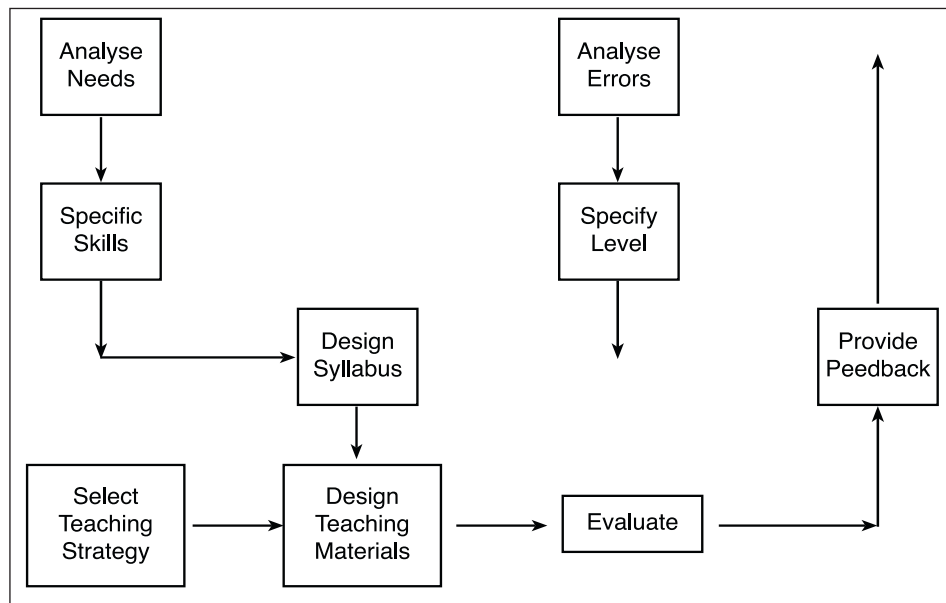 Analyse
Needs
Analyse
Errors
Specific
Skills
Specify
Level
Design
Syllabus
Provide
Peedback
Select
Teaching
Strategy
Design
Teaching
Materials
Evaluate